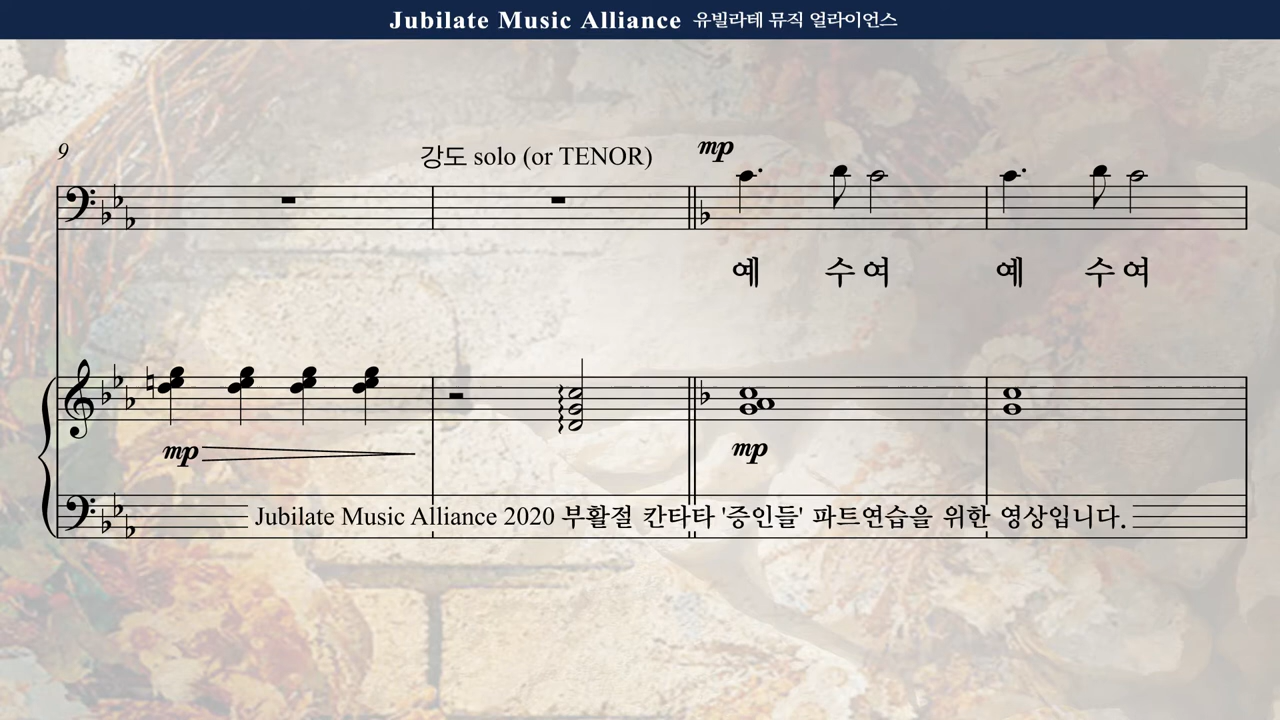 Jubilate Music Alliance 유빌라테 뮤직 얼라이언스
9
강도 solo (or TENOR)
mp
예 수 여 예 수 여
mp
mp
Jubilate Music Alliance 2020 부활절 칸타타 '증인들' 파트연습을 위한 영상입니다.